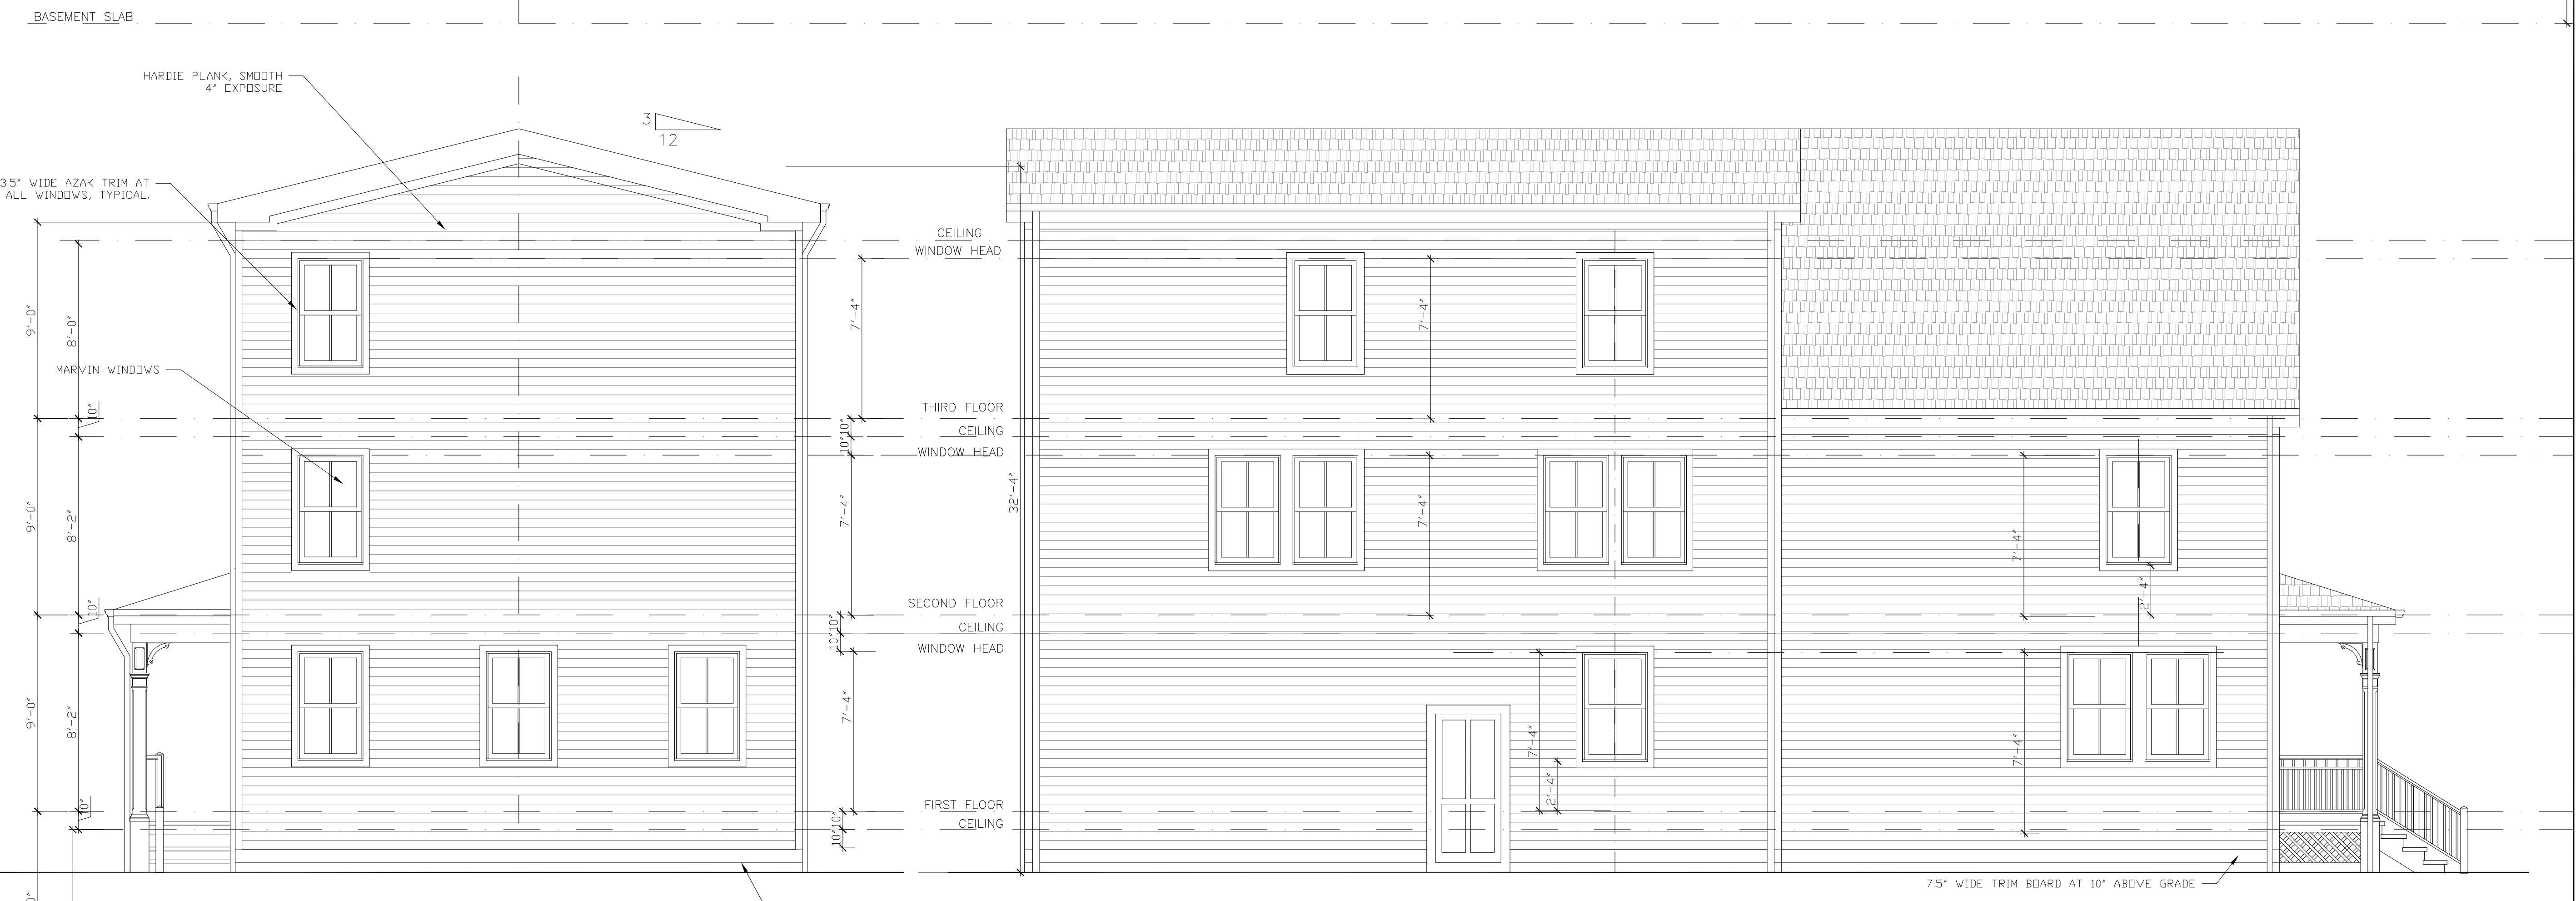 BASEMENT SLAB
HARDIE PLANK, SMOOTH
4" EXPOSURE
3
12
3.5" WIDE AZAK TRIM AT
ALL WINDOWS, TYPICAL.
CEILING
WINDOW HEAD
9'-0"
8'-0"
7'-4"
7'-4"
MARVIN WINDOWS
10"
THIRD FLOOR
10"
CEILING
10"
WINDOW HEAD
32'-4"
9'-0"
8'-2"
7'-4"
7'-4"
7'-4"
2'-4"
10"
SECOND FLOOR
10"
CEILING
10"
WINDOW HEAD
9'-0"
8'-2"
7'-4"
7'-4"
2'-4"
7'-4"
10"
FIRST FLOOR
10"
CEILING
10"
7.5" WIDE TRIM BOARD AT 10" ABOVE GRADE